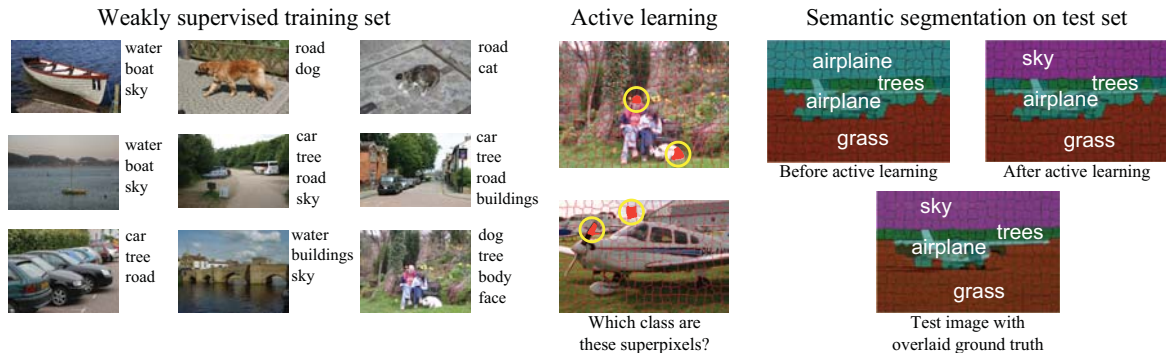 Weakly supervised training set
water
boat
sky
road
dog
road
cat
water
boat
sky
car
tree
road
sky
car
tree
road
buildings
car
tree
road
water
buildings
sky
dog
tree
body
face
Active learning
Which class are
these superpixels?
Semantic segmentation on test set
airplaine
trees
airplane
grass
Before active learning
sky
trees
airplane
grass
After active learning
sky
trees
airplane
grass
Test image with
overlaid ground truth